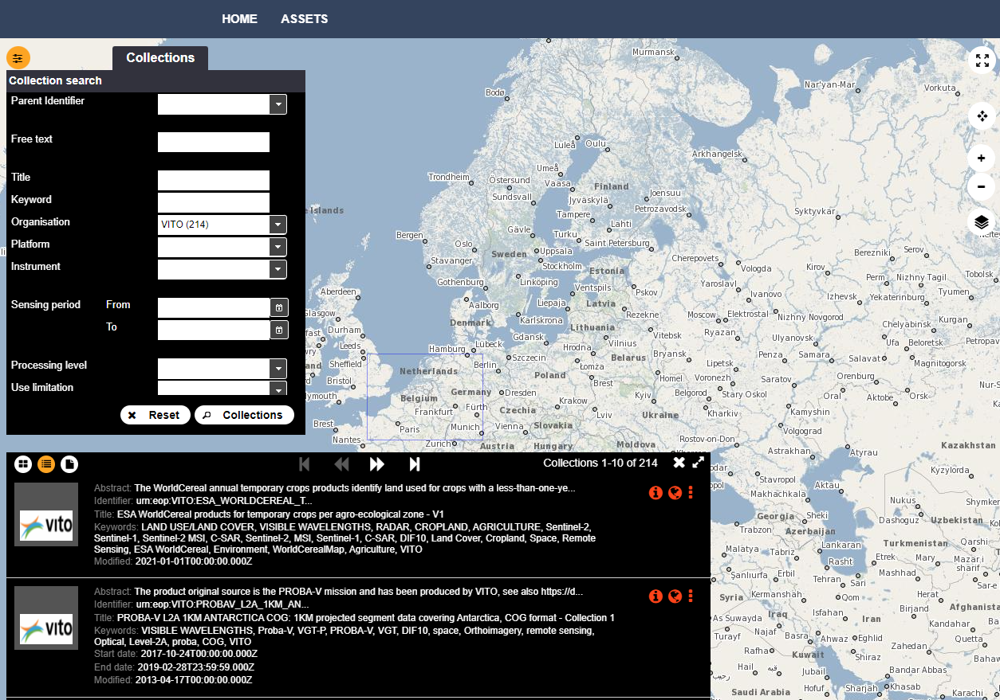 HOME ASSETS
Collections
Collection search
Parent Identifier
Free text
Title
Keyword
Organisation VITO (214)
Platform
Instrument
Sensing period From
To
Processing level
Use limitation
Reset Collections
Collections 1-10 of 214
vito
Abstract: The WorldCereal annual temporary crops products identify land used for crops with a less-than-one-ye...
Identifier: urn:eop:VITO:ESA_WORLDCEREAL_T...
Title: ESA WorldCereal products for temporary crops per agro-ecological zone - V1
Keywords: LAND USE/LAND COVER, VISIBLE WAVELENGTHS, RADAR, CROPLAND, AGRICULTURE, Sentinel-2,
Sentinel-1, Sentinel-2 MSI, C-SAR, Sentinel-2, MSI, Sentinel-1, C-SAR, DIF10, Land Cover, Cropland, Space, Remote
Sensing, ESA WorldCereal, Environment, WorldCerealMap, Agriculture, VITO
Modified: 2021-01-01T00:00:00.000Z
vito
Abstract: The product original source is the PROBA-V mission and has been produced by VITO, see also https://d...
Identifier: urn:eop:VITO:PROBAV_L2A_1KM_AN...
Title: PROBA-V L2A 1KM ANTARCTICA COG: 1KM projected segment data covering Antarctica, COG format - Collection 1
Keywords: VISIBLE WAVELENGTHS, Proba-V, VGT-P, PROBA-V, VGT, DIF10, space, Orthoimagery, remote sensing,
Optical, Level-2A, proba, COG, VITO
Start date: 2017-10-24T00:00:00.000Z
End date: 2019-02-28T23:59:59.000Z
Modified: 2013-04-17T00:00:00.000Z
Murmansk
Nar'yan-Mar
Vorkuta
Bodø
Luleå Oulu
Arkhangelsk
Umeå
Trondheim Östersund Vaasa Finland
Joensuu
Sundsvall Jyväskylä
Islands
Tampere Petrozavodsk
Syktyvkar
Lahti
Gävle
Bergen Turku
Oslo Saint Petersburg
Uppsala
Sweden
Stavanger Stockholm
Cherepovets
Berezniki Serov
Vologda
Kirov
Estonia
Gothenburg Linköping Ventspils
Yaroslavl
Perm Nizhny Tagil Tobolsk
Aberdeen
Pskov
Ivanovo
Izhevsk Yekaterinburg Tyumen
Aalborg Liepaja Latvia
Glasgow Rezekne
Moscow Elektrostal Nizhny Novgorod
Denmark Karlskrona
Lithuania
Chelyabinsk Kurgan
Durham
Gdansk Vitebsk Ryazan
Ulyanovsk Ufa Beloretsk
Leeds Lübeck Vilnius
Hamburg Hrodna
Bryansk Penza Samara
Sheffield Szczecin Belarus Lipetsk Salavat Magnitogorsk
Netherlands Berlin Łomża
Poland Brest Homel Voronezh Saratov Orenburg
Bristol
Germany Dresden Belgorod Stary Oskol Oral Orsk
Belgium Krakow Kyiv Aktobe
Frankfurt Fürth Czechia Lviv Kharkiv Kamyshin
Brest Paris Munich Vienna Slovakia Ukraine
Volgograd
Nantes Zurich Austria Hungary Moldova Rostov-on-Don
Kazakhstan
Astrakhan Atyrau
Kyzylorda
Stavropol Aktau
Makhachkala
Nukus
Georgia Sheki Dashoguz Uzbekistan
Trabzon Azerbaijan
Turkmenistan
Malatya Tabriz Lankaran
Rasht Etrek Mary
Şanlıurfa Erbil Tehran Sari Mashhad
Syria Kermanshah Qom Herat
As Suwayda Iraq Isfahan Birjand
Iran Kandahar
Turayf Najaf Basra Ahwaz Eghlid
Zahedan Quetta
Rafha Kuwait Shiraz
Hail Jubail Bandar Abbas
Saudi Arabia Hofuf Sharjah Khasab Karachi